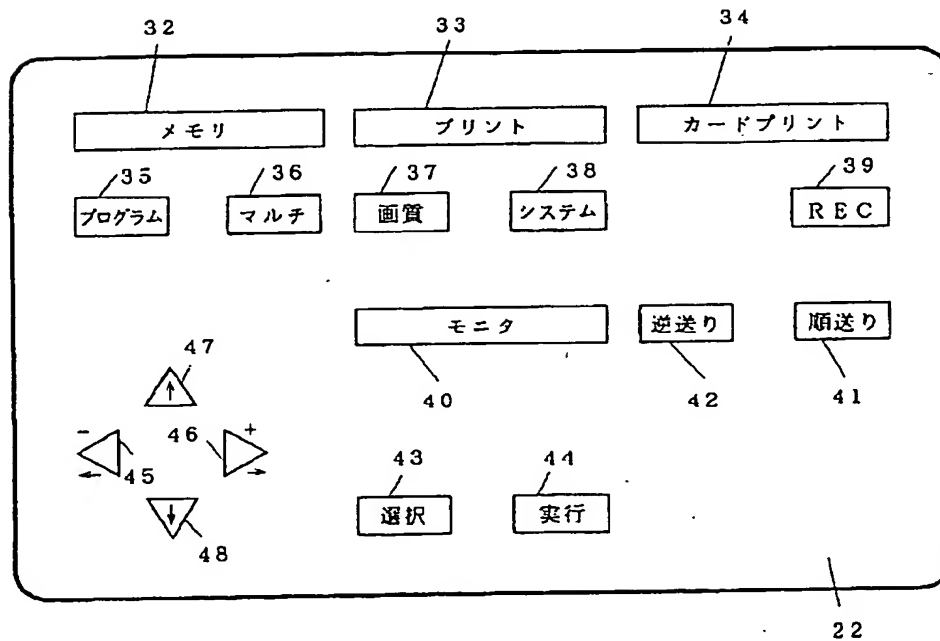 32 33 34
メモリ プリント カードプリント
35 36 37 38 39
プログラム マルチ 画質 システム REC
モニタ 逆送り 順送り
47 40 42 41
↑
- 46 +
← 45 →
43 44
↓ 選択 実行
48
22